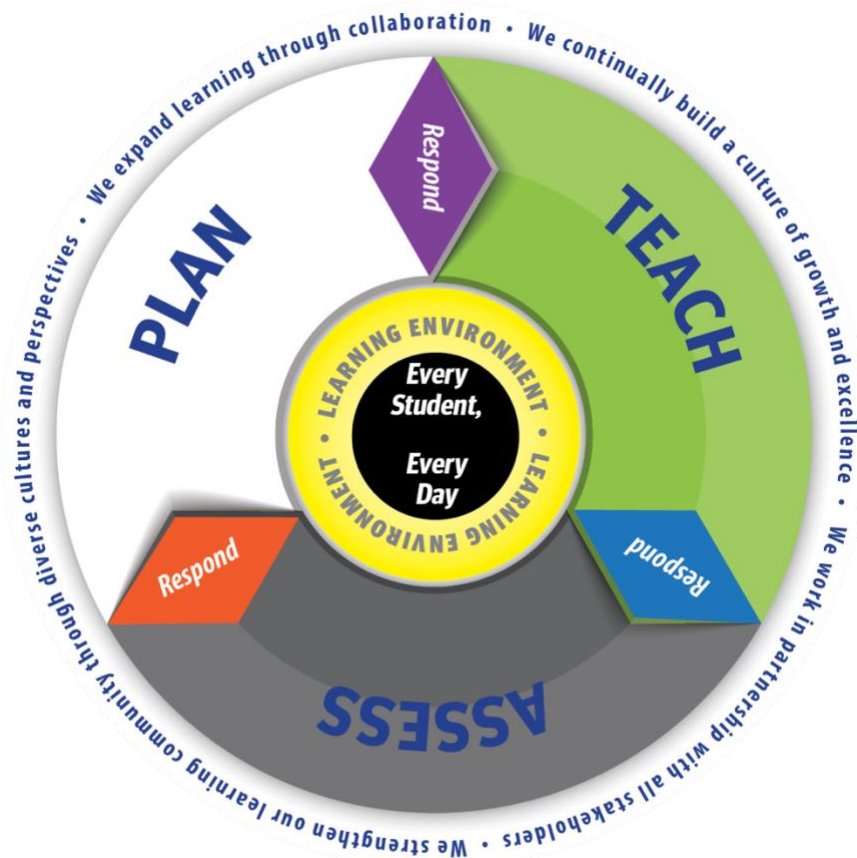 We expand learning through collaboration • We continually build a culture of growth and excellence • We work in partnership with all stakeholders • We strengthen our learning community through diverse cultures and perspectives •
Respond
PLAN
TEACH
LEARNING ENVIRONMENT • LEARNING ENVIRONMENT •
Every
Student,
Every
Day
Respond
Respond
ASSESS